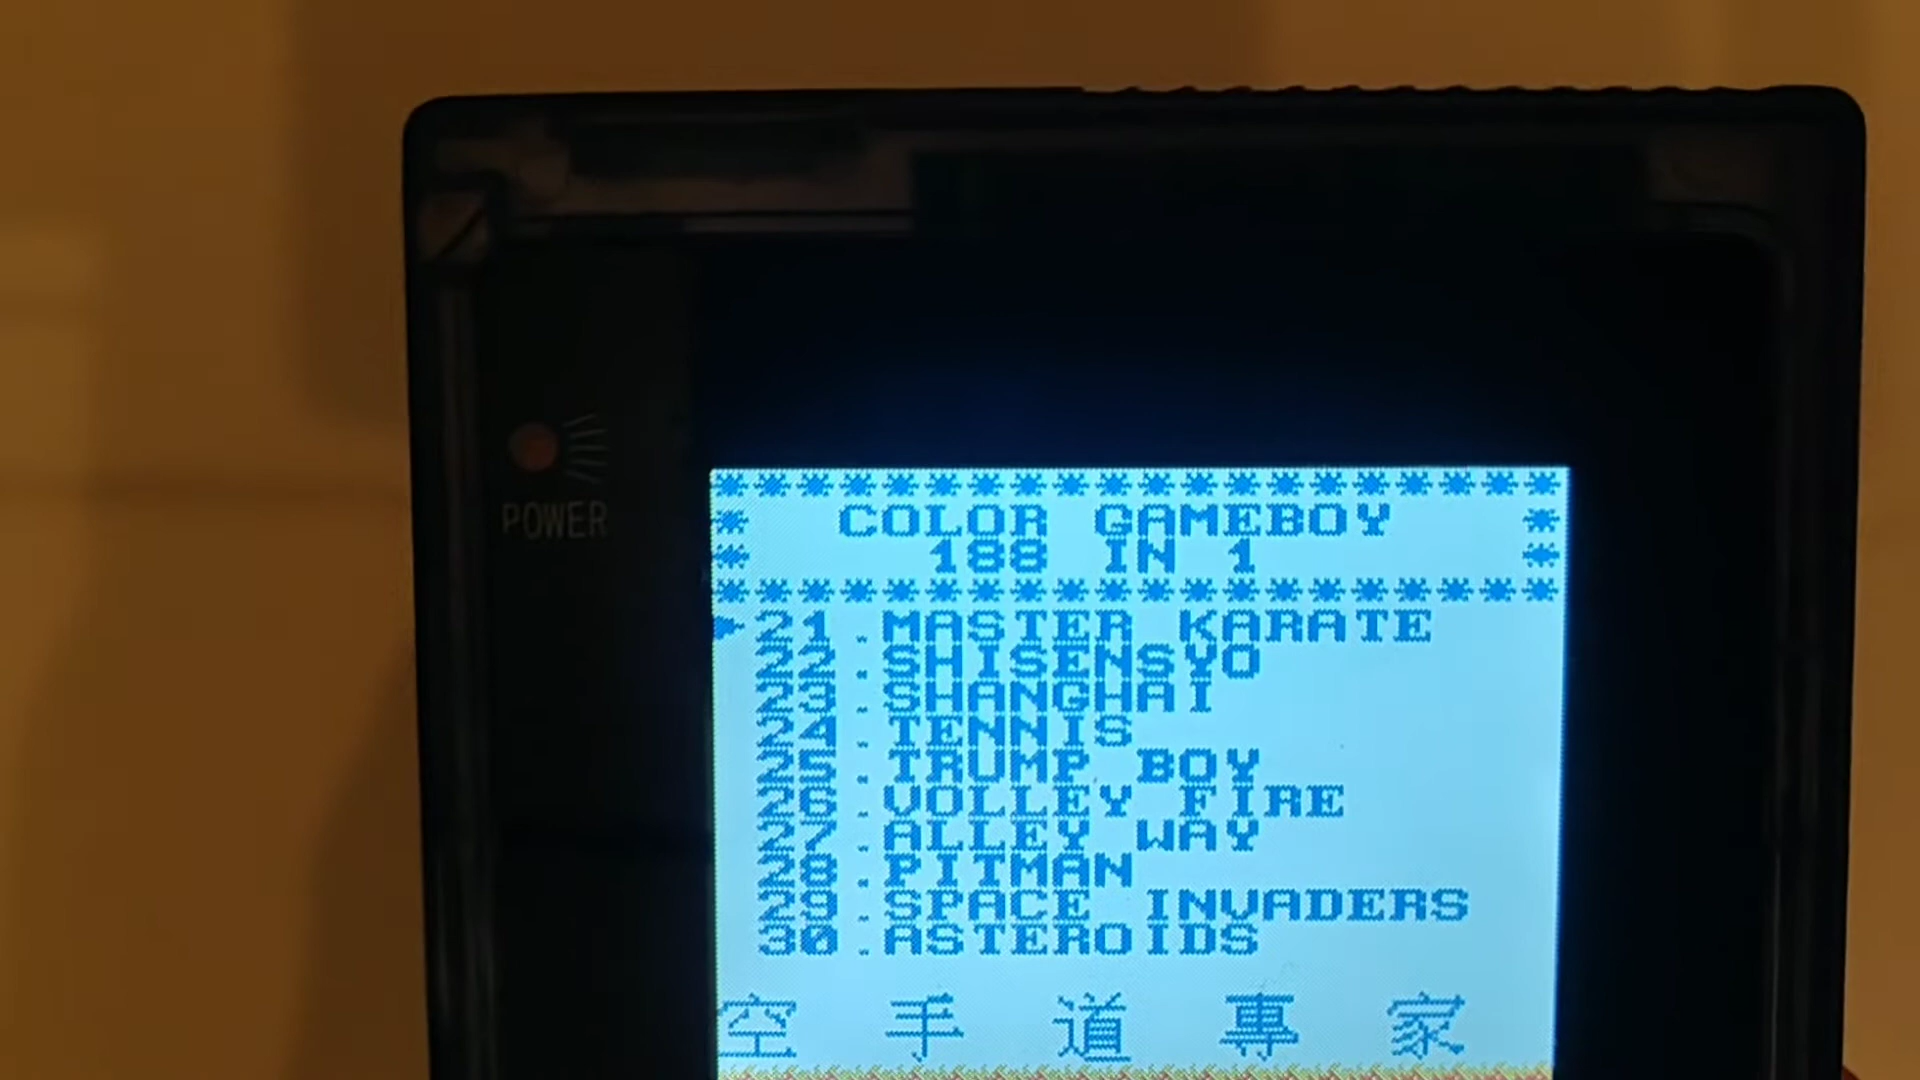 POWER
COLOR GAMEBOY
188 IN 1
21.MASTER KARATE
22.SHISENSYO
23.SHANGHAI
24.TENNIS
25.TRUMP BOY
26.VOLLEY FIRE
27.ALLEY WAY
28.PITMAN
29.SPACE INVADERS
30.ASTEROIDS
空手道專家